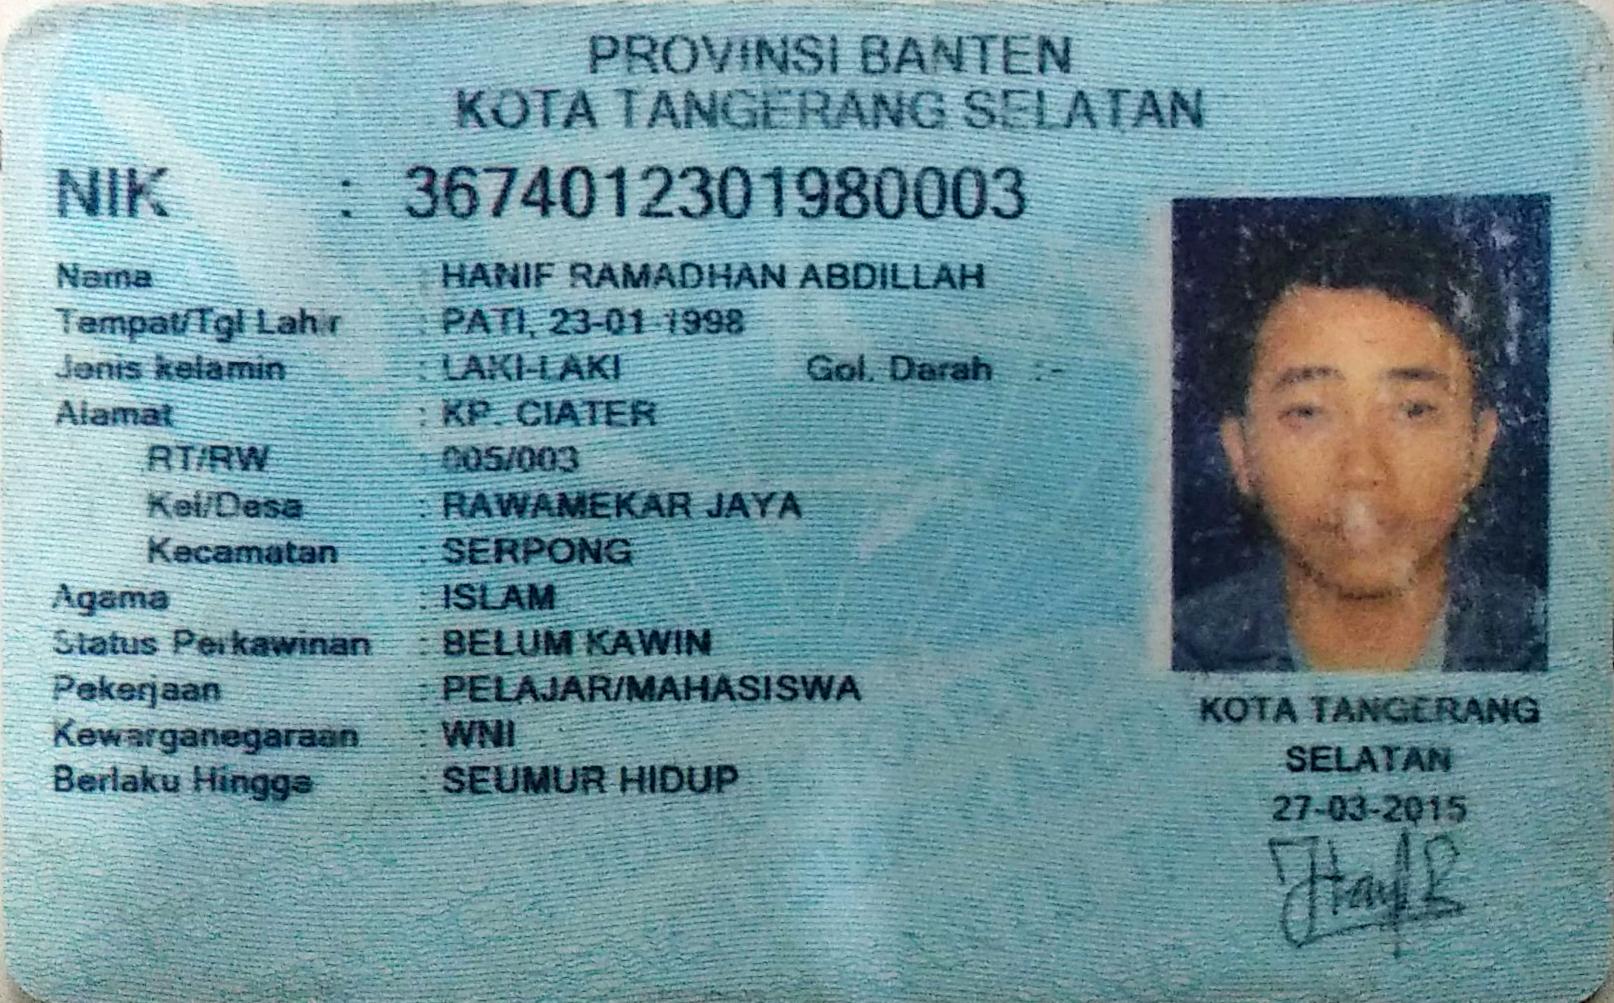 PROVINSI BANTEN
KOTA TANGERANG SELATAN
NIK : 3674012301980003
Nama : HANIF RAMADHAN ABDILLAH
Tempat/Tgl Lahir : PATI, 23-01-1998
Jenis kelamin : LAKI-LAKI Gol. Darah :-
Alamat : KP. CIATER
RT/RW : 005/003
Kel/Desa : RAWAMEKAR JAYA
Kecamatan : SERPONG
Agama : ISLAM
Status Perkawinan : BELUM KAWIN
Pekerjaan : PELAJAR/MAHASISWA
Kewarganegaraan : WNI
Berlaku Hingga : SEUMUR HIDUP
KOTA TANGERANG
SELATAN
27-03-2015